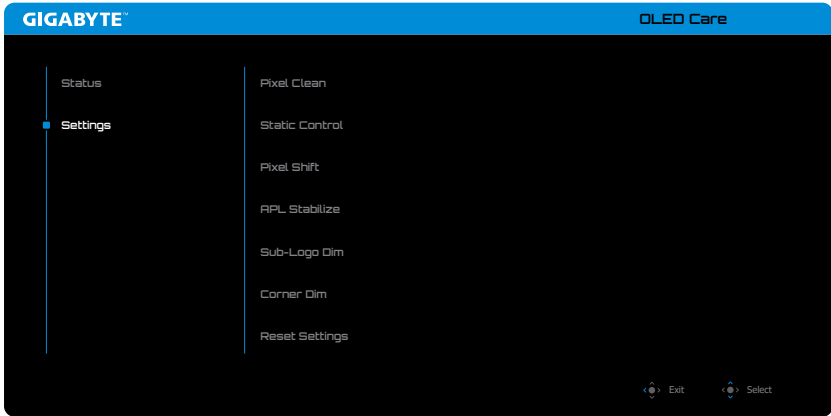 GIGABYTE™
OLED Care
Status
Settings
Pixel Clean
Static Control
Pixel Shift
APL Stabilize
Sub-Logo Dim
Corner Dim
Reset Settings
Exit
Select